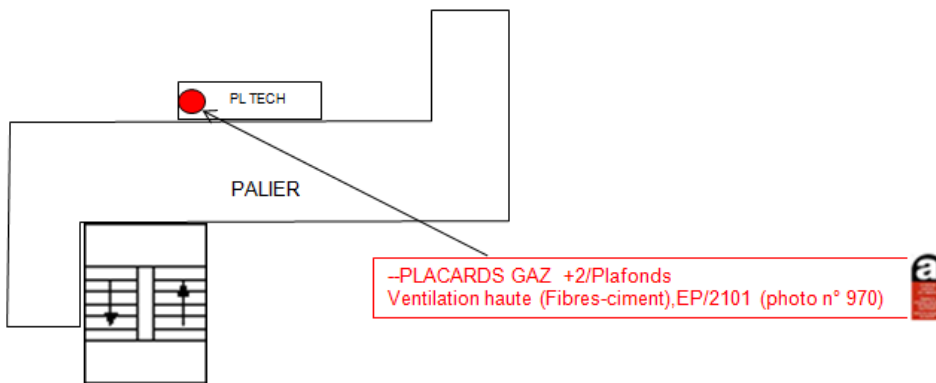 PL TECH
PALIER
--PLACARDS GAZ +2/Plafonds
Ventilation haute (Fibres-ciment),EP/2101 (photo n° 970)
a